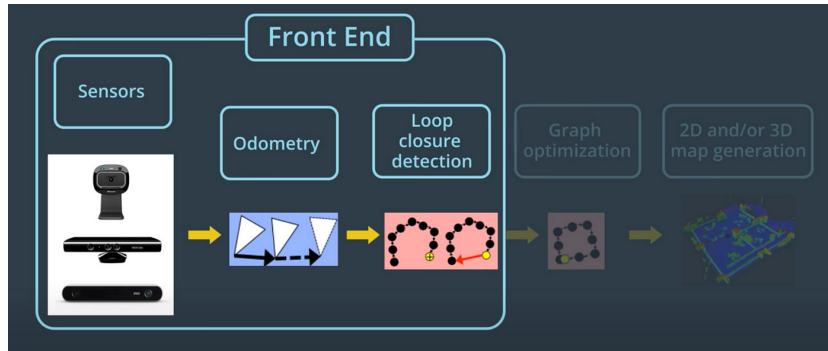 Front End
Sensors
Odometry
Loop
closure
detection
Graph
optimization
2D and/or 3D
map generation